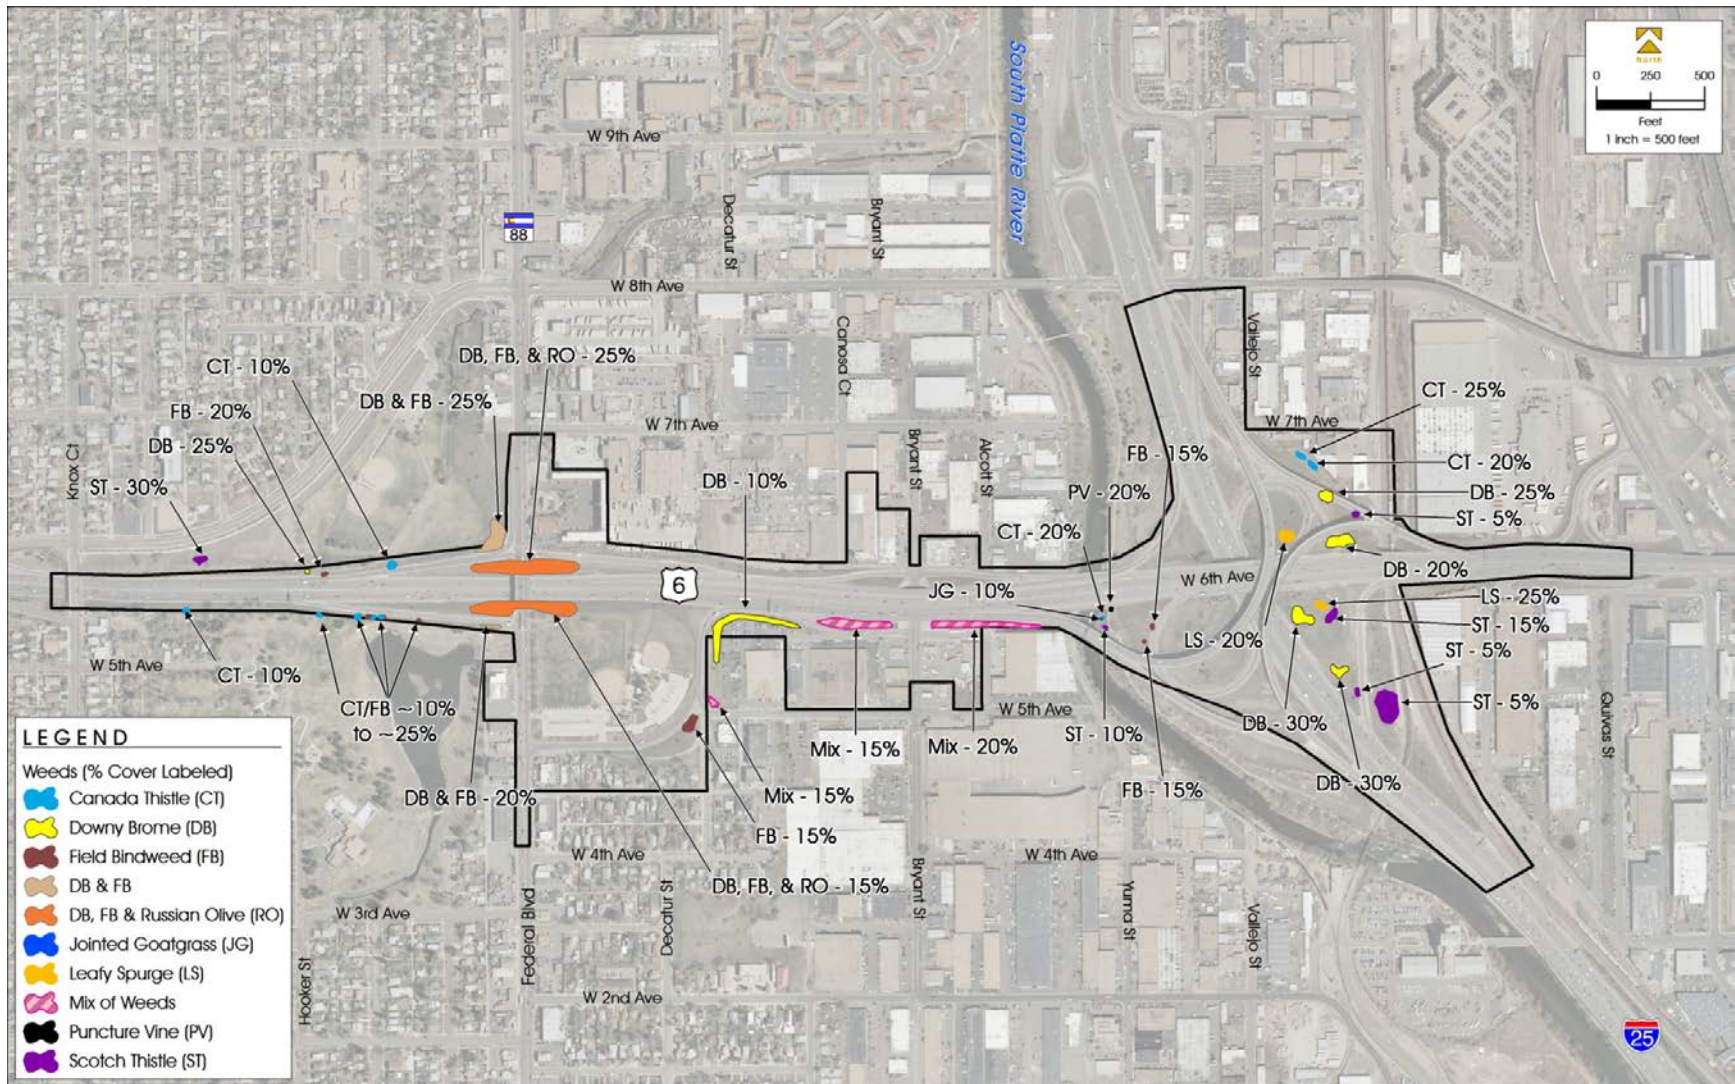 North
0 250 500
Feet
1 inch = 500 feet
South Platte River
W 9th Ave
Decatur St
Bryant St
88
W 8th Ave
Canosa Ct
Vallejo St
DB, FB, & RO - 25%
CT - 10%
DB & FB - 25%
CT - 25%
FB - 20%
W 7th Ave
W 7th Ave
DB - 25%
Knox Ct
Bryant St
Alcott St
FB - 15%
CT - 20%
ST - 30%
DB - 10%
PV - 20%
DB - 25%
ST - 5%
CT - 20%
DB - 20%
W 6th Ave
6
JG - 10%
LS - 25%
ST - 15%
LS - 20%
ST - 5%
W 5th Ave
CT - 10%
CT/FB ~10%
to ~25%
W 5th Ave
ST - 5%
Quivas St
DB - 30%
ST - 10%
Mix - 15%
Mix - 20%
DB - 30%
FB - 15%
DB & FB - 20%
Mix - 15%
FB - 15%
W 4th Ave
W 4th Ave
DB, FB, & RO - 15%
W 3rd Ave
Federal Blvd
Decatur St
Bryant St
Yuma St
Vallejo St
Hooker St
W 2nd Ave
25
LEGEND
Weeds (% Cover Labeled)
Canada Thistle (CT)
Downy Brome (DB)
Field Bindweed (FB)
DB & FB
DB, FB & Russian Olive (RO)
Jointed Goatgrass (JG)
Leafy Spurge (LS)
Mix of Weeds
Puncture Vine (PV)
Scotch Thistle (ST)